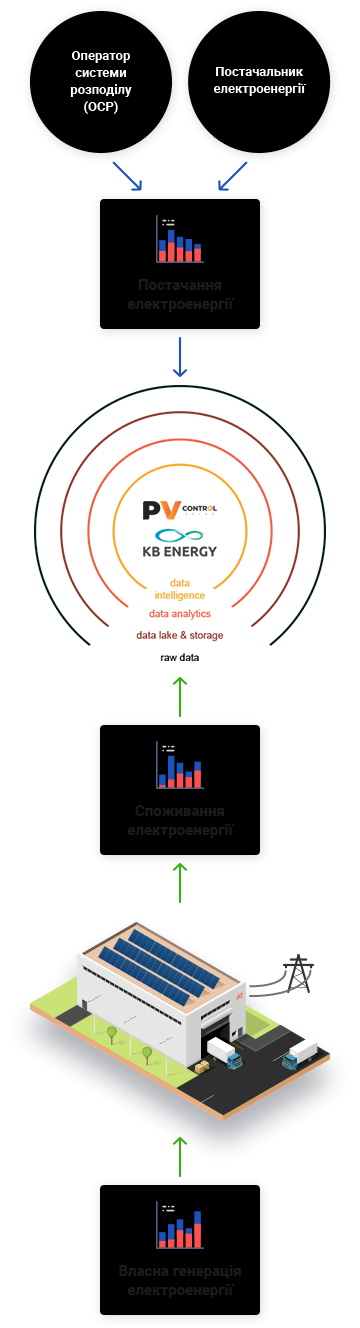 Оператор
системи
розподілу
(ОСР)
Постачальник
електроенергії
Постачання
електроенергії
PV CONTROL
KB ENERGY
data
intelligence
data analytics
data lake & storage
raw data
Споживання
електроенергії
Власна генерація
електроенергії